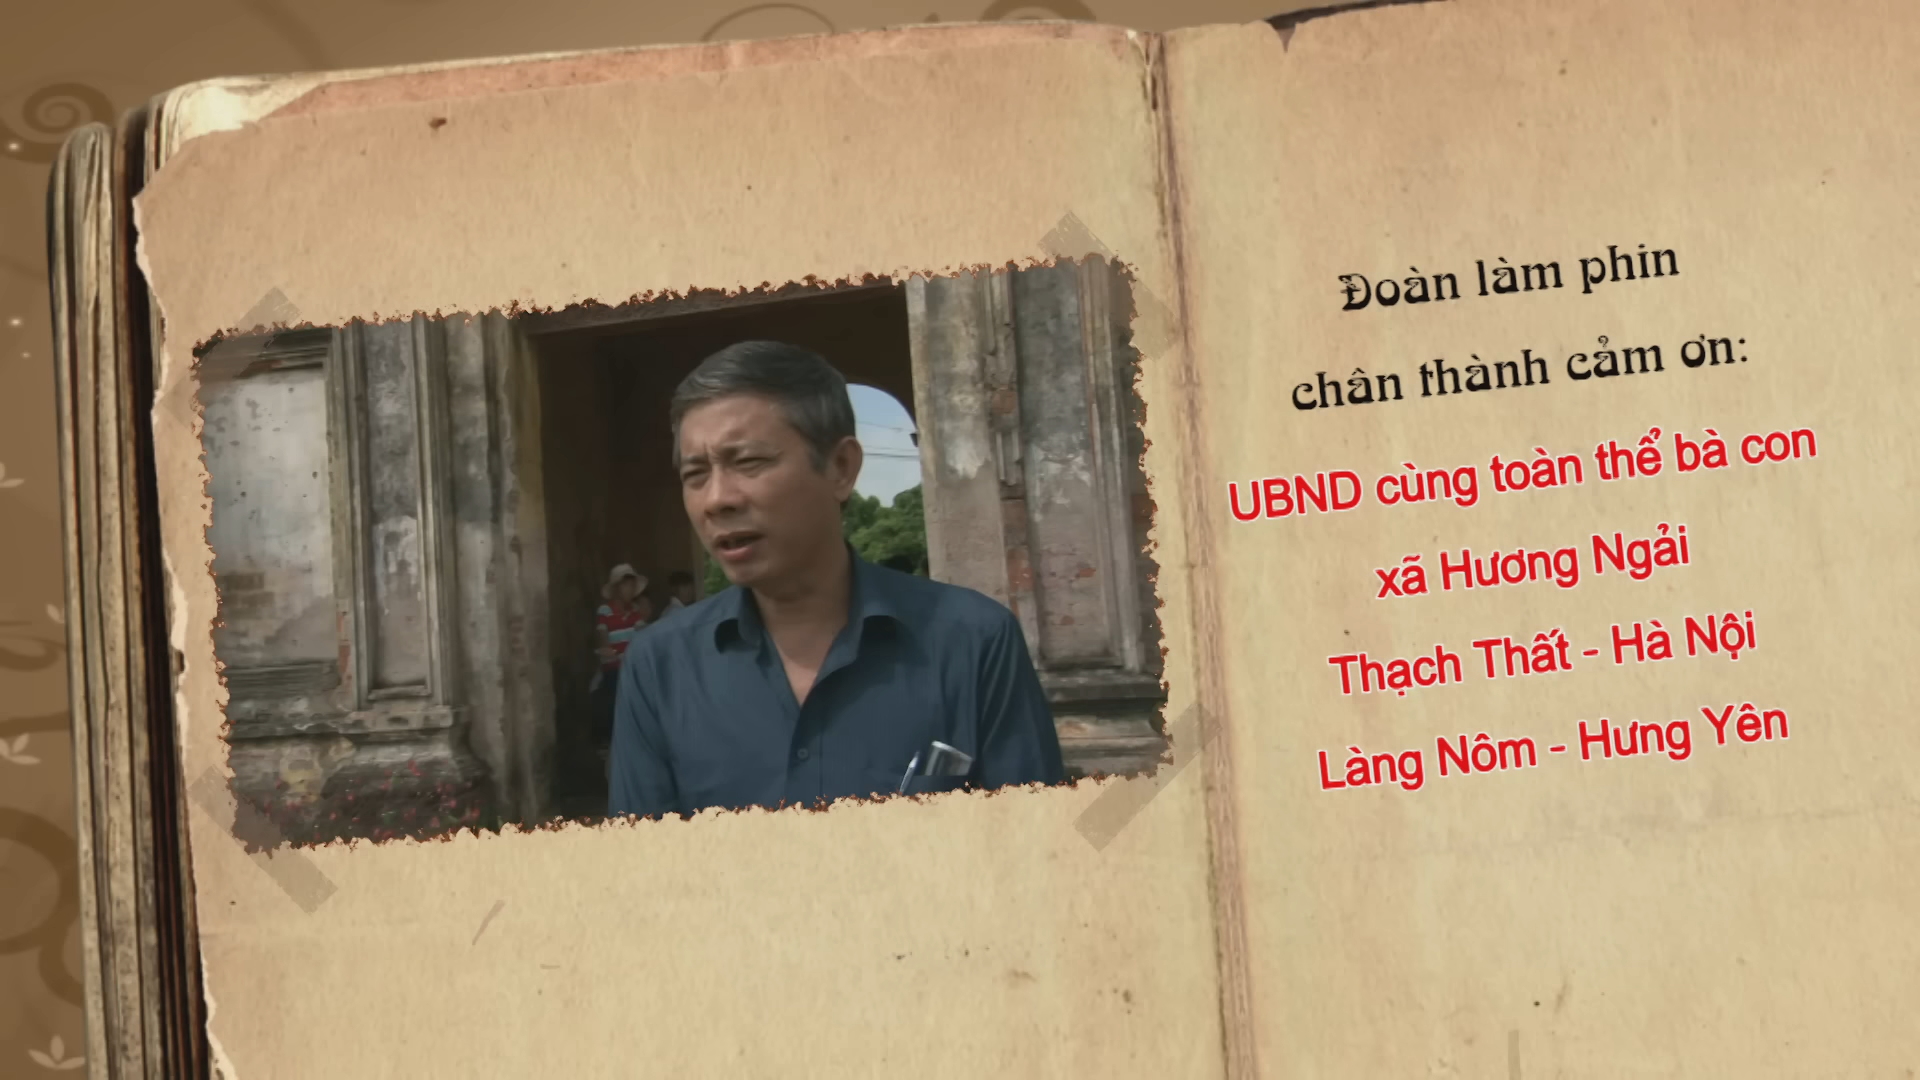 Đoàn làm phin
chân thành cảm ơn:
UBND cùng toàn thể bà con
xã Hương Ngải
Thạch Thất - Hà Nội
Làng Nôm - Hưng Yên